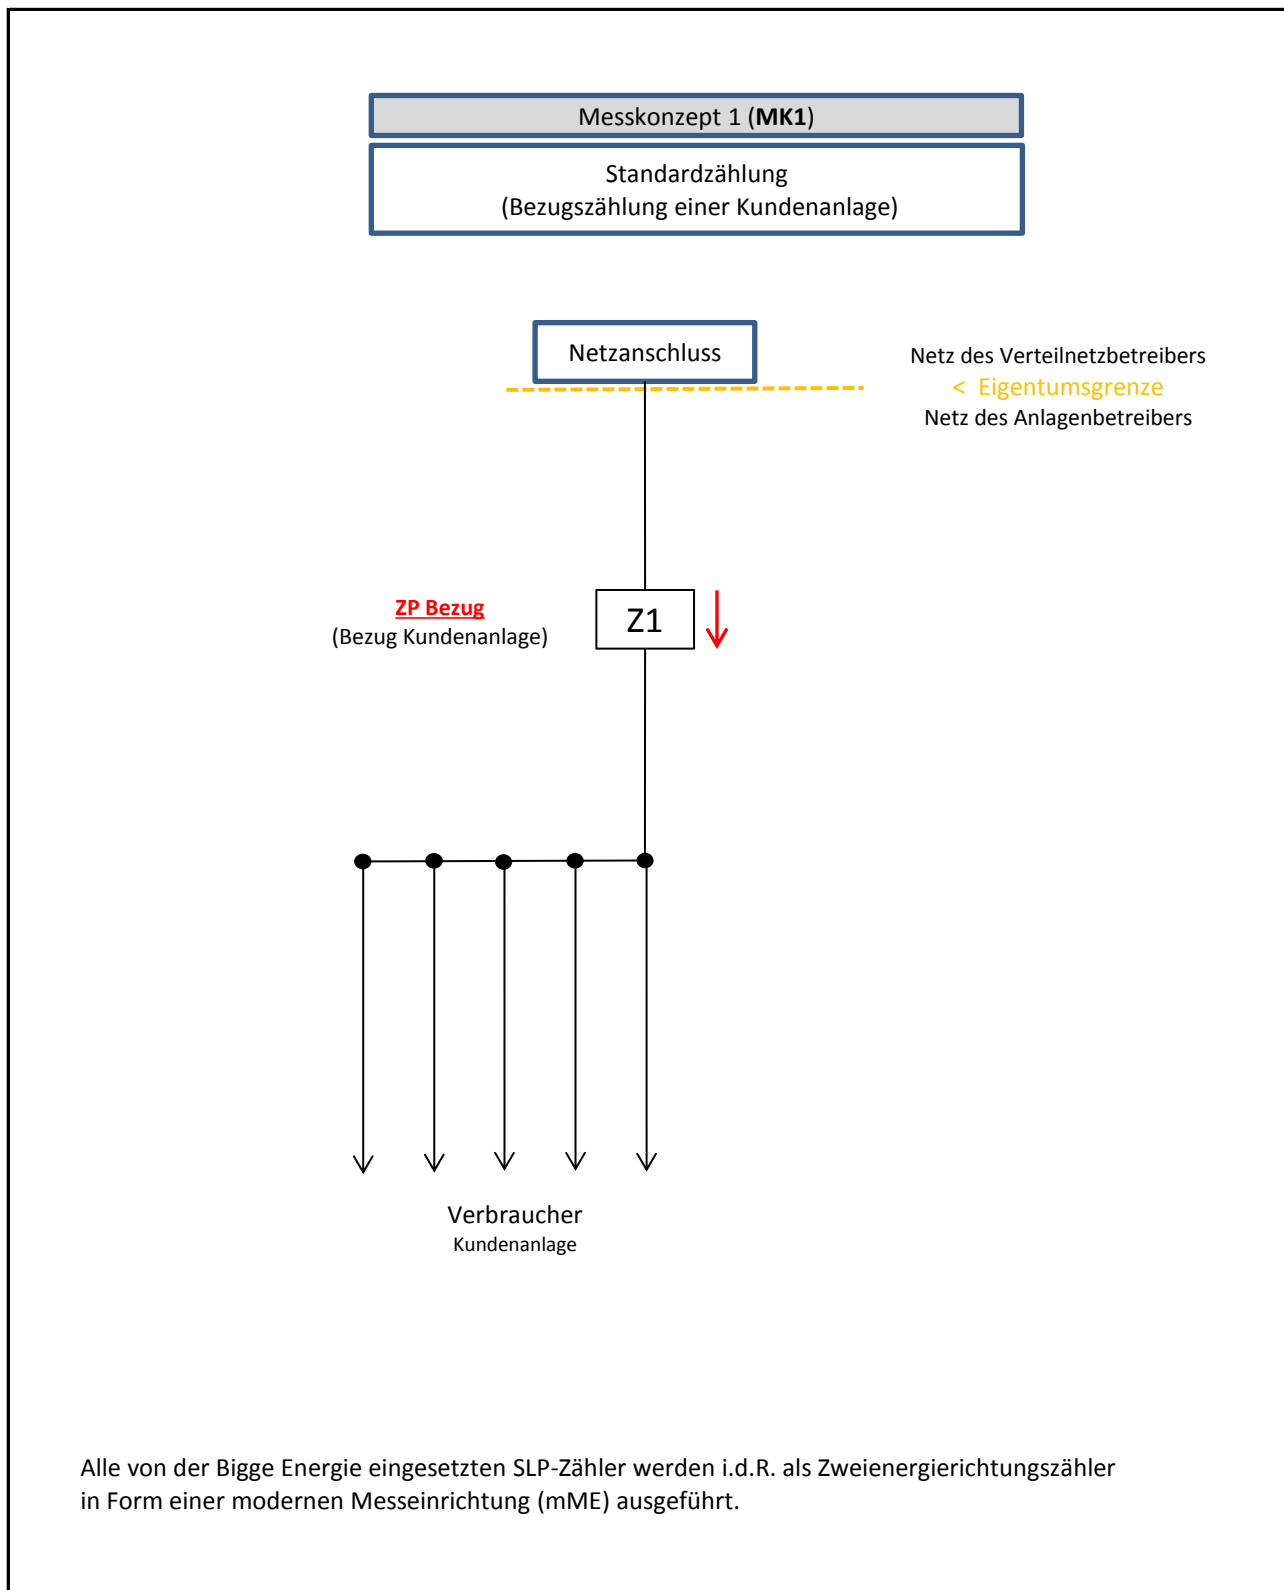 Messkonzept 1 (MK1)
Standardzählung
(Bezugszählung einer Kundenanlage)
Netzanschluss
Netz des Verteilnetzbetreibers
< Eigentumsgrenze
Netz des Anlagenbetreibers
ZP Bezug
(Bezug Kundenanlage)
Z1
Verbraucher
Kundenanlage
Alle von der Bigge Energie eingesetzten SLP-Zähler werden i.d.R. als Zweienergierichtungszähler
in Form einer modernen Messeinrichtung (mME) ausgeführt.